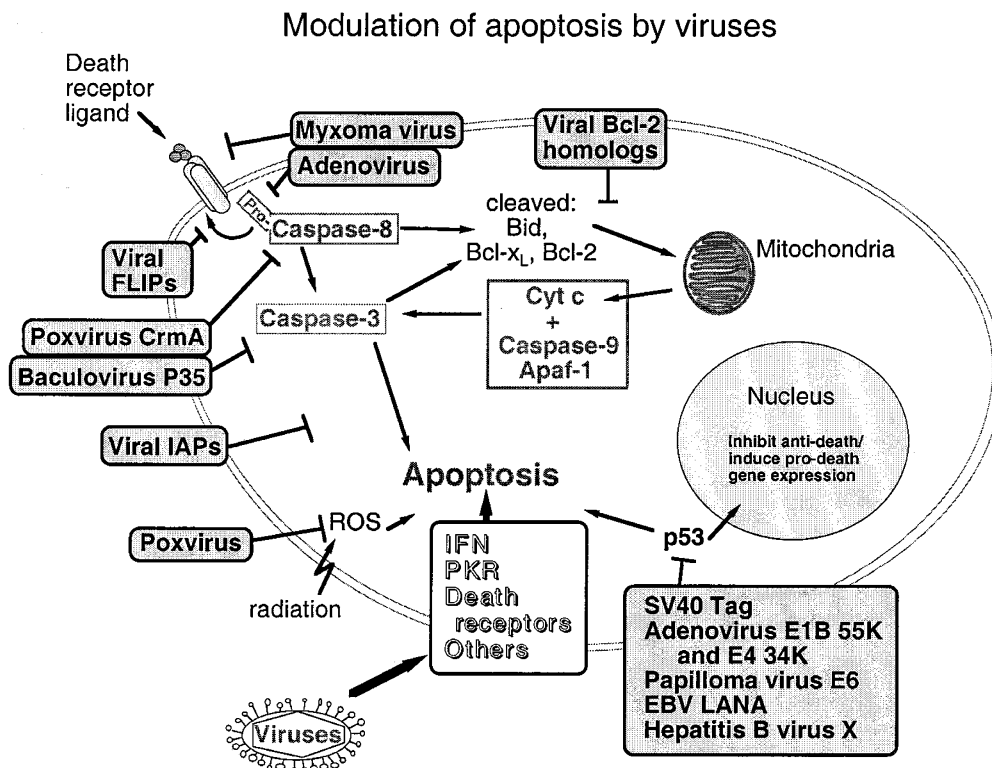 Modulation of apoptosis by viruses
Death
receptor
ligand
Myxoma virus
Adenovirus
Viral Bcl-2
homologs
Pro-
Caspase-8
cleaved:
Bid,
Bcl-xL, Bcl-2
Mitochondria
Viral
FLIPs
Caspase-3
Cyt c
+
Caspase-9
Apaf-1
Poxvirus CrmA
Baculovirus P35
Nucleus
Inhibit anti-death/
induce pro-death
gene expression
Viral IAPs
Apoptosis
Poxvirus
ROS
radiation
p53
IFN
PKR
Death
receptors
Others
SV40 Tag
Adenovirus E1B 55K
and E4 34K
Papilloma virus E6
EBV LANA
Hepatitis B virus X
Viruses